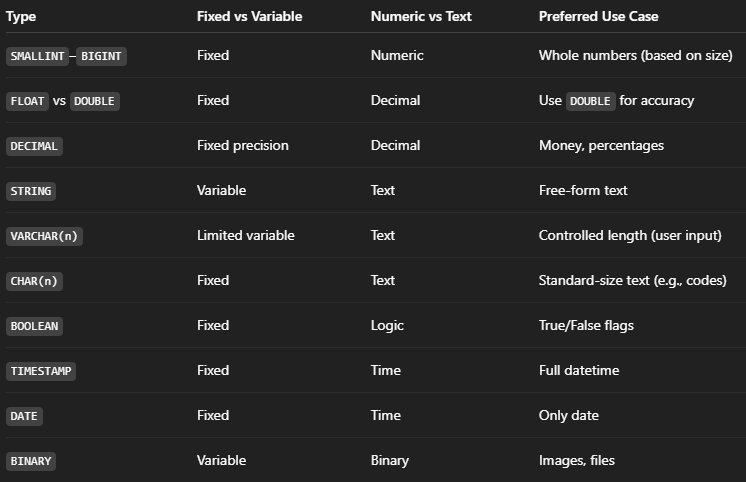 Type Fixed vs Variable Numeric vs Text Preferred Use Case
SMALLINT–BIGINT Fixed Numeric Whole numbers (based on size)
FLOAT vs DOUBLE Fixed Decimal Use DOUBLE for accuracy
DECIMAL Fixed precision Decimal Money, percentages
STRING Variable Text Free-form text
VARCHAR(n) Limited variable Text Controlled length (user input)
CHAR(n) Fixed Text Standard-size text (e.g., codes)
BOOLEAN Fixed Logic True/False flags
TIMESTAMP Fixed Time Full datetime
DATE Fixed Time Only date
BINARY Variable Binary Images, files